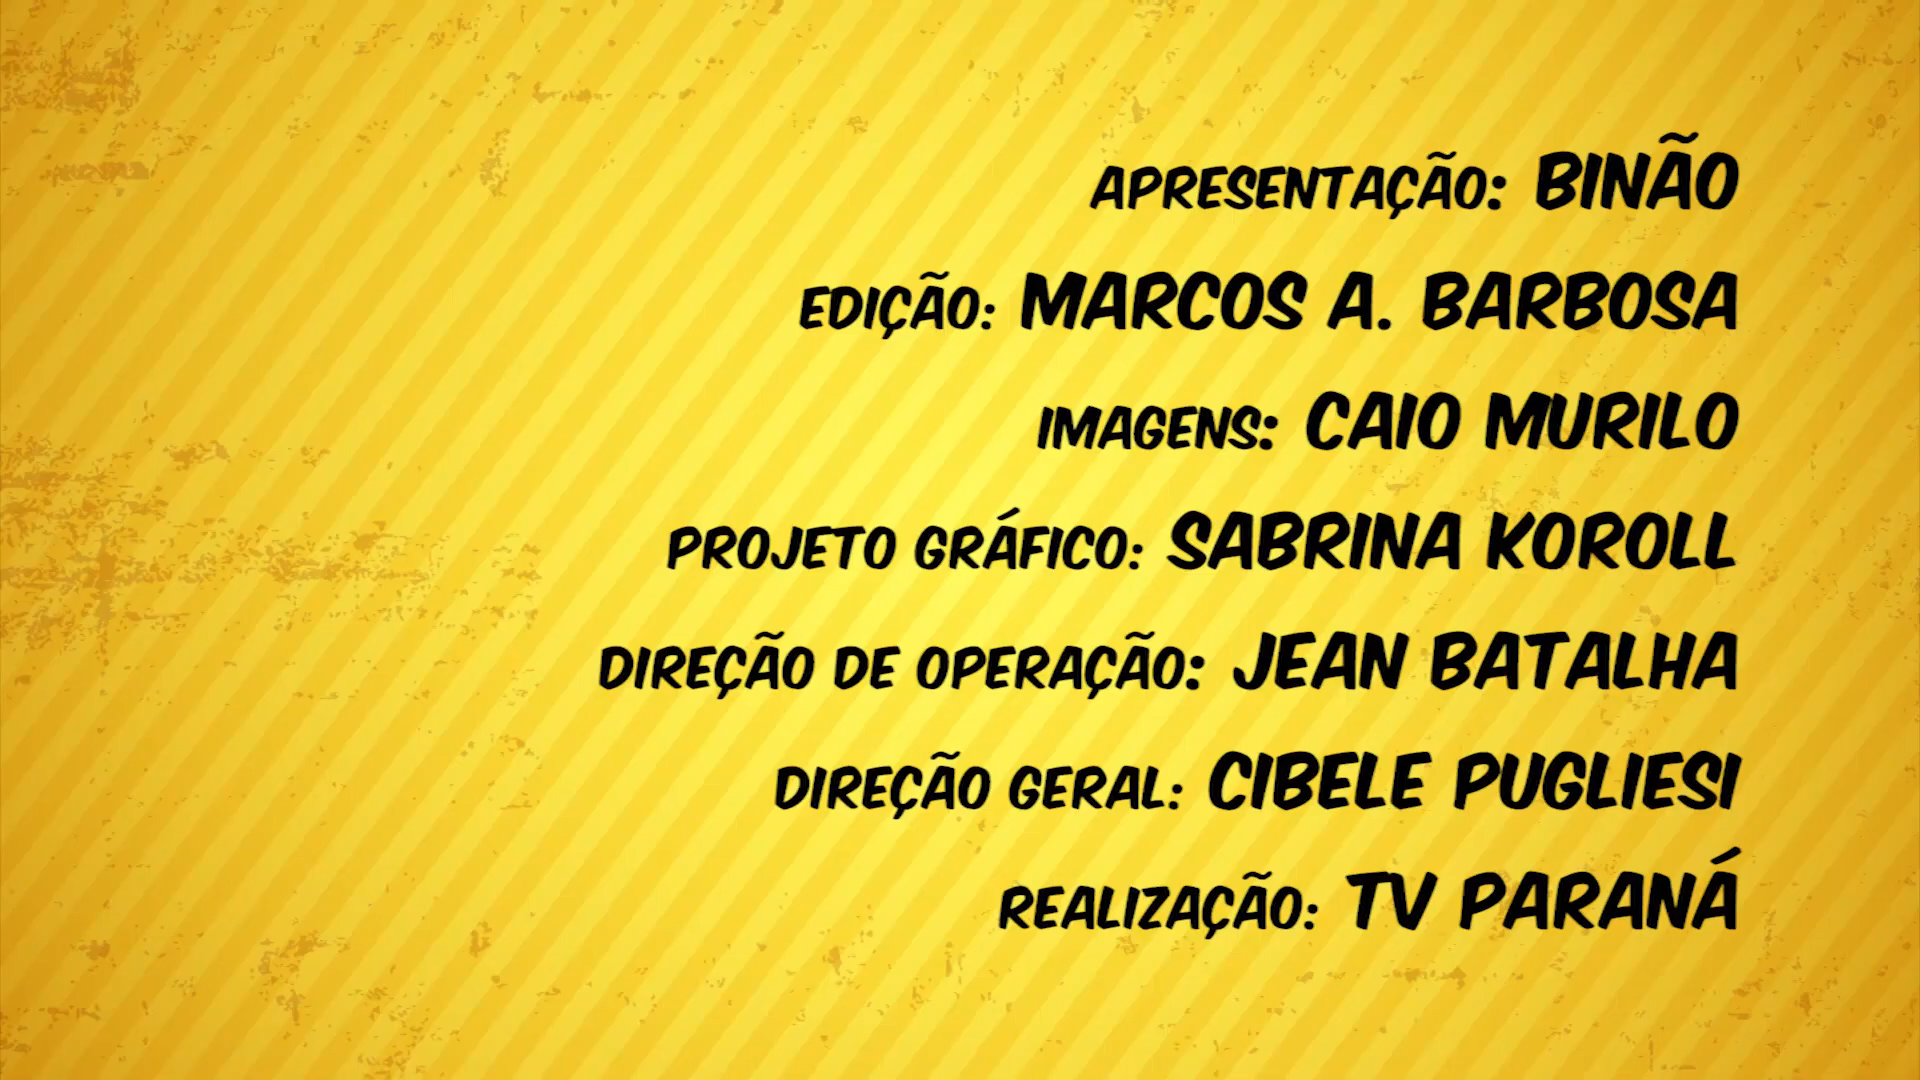 APRESENTAÇÃO: BINÃO
EDIÇÃO: MARCOS A. BARBOSA
IMAGENS: CAIO MURILO
PROJETO GRÁFICO: SABRINA KOROLL
DIREÇÃO DE OPERAÇÃO: JEAN BATALHA
DIREÇÃO GERAL: CIBELE PUGLIESI
REALIZAÇÃO: TV PARANÁ